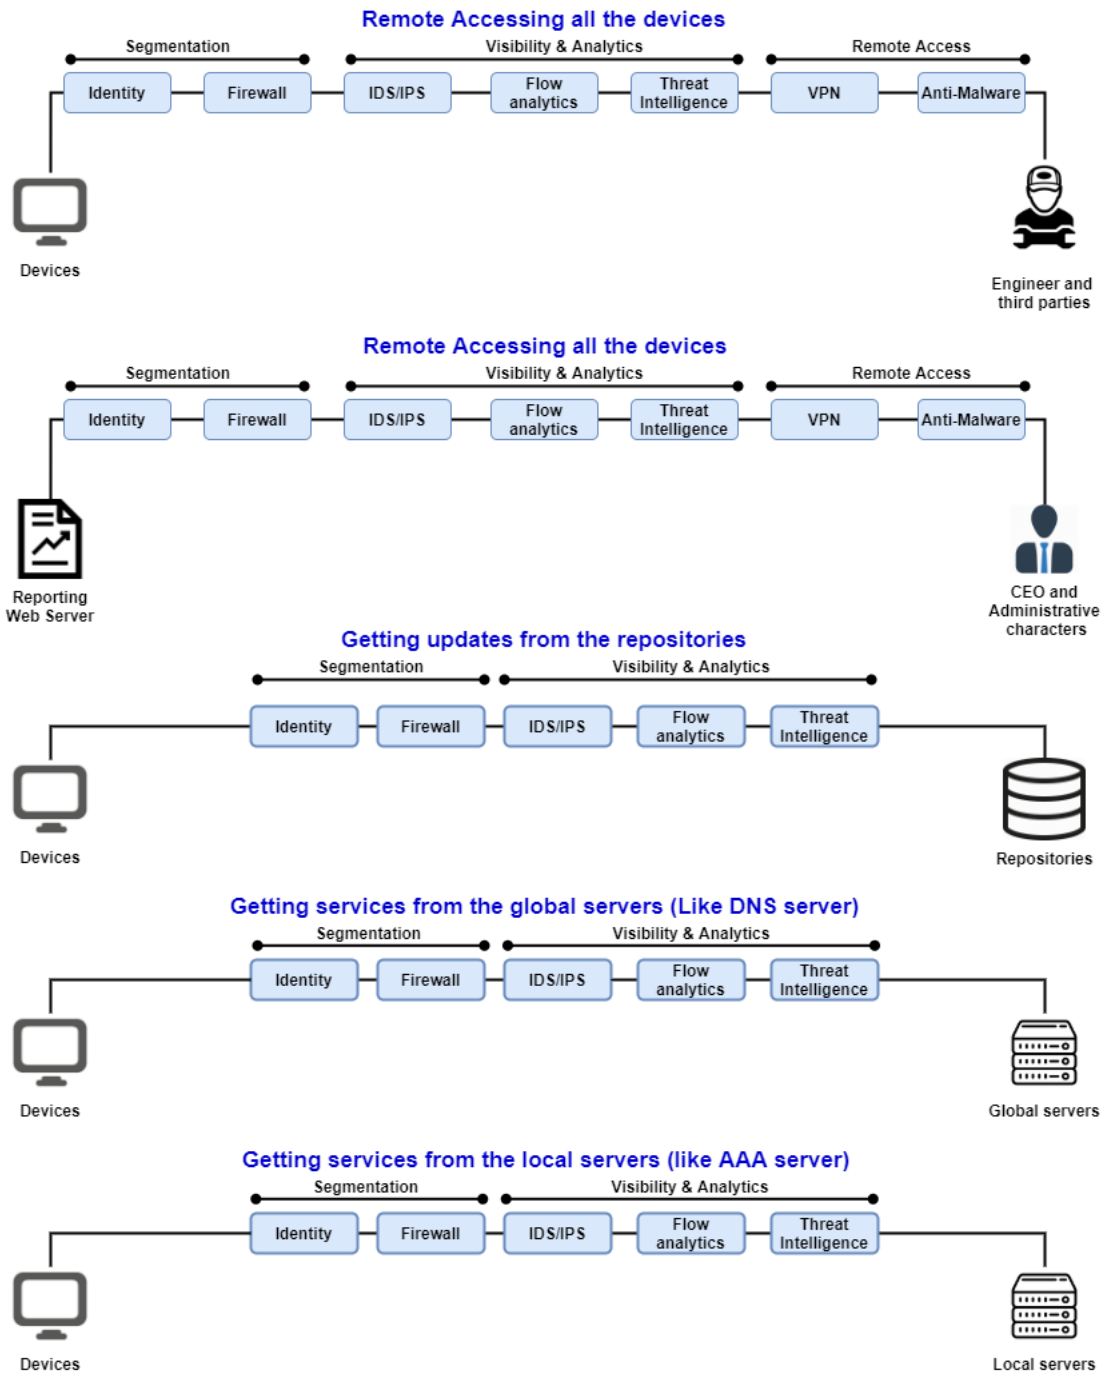 Remote Accessing all the devices
Segmentation
Visibility & Analytics
Remote Access
Identity
Firewall
IDS/IPS
Flow
analytics
Threat
Intelligence
VPN
Anti-Malware
Devices
Engineer and
third parties
Remote Accessing all the devices
Segmentation
Visibility & Analytics
Remote Access
Identity
Firewall
IDS/IPS
Flow
analytics
Threat
Intelligence
VPN
Anti-Malware
Reporting
Web Server
CEO and
Administrative
characters
Getting updates from the repositories
Segmentation
Visibility & Analytics
Identity
Firewall
IDS/IPS
Flow
analytics
Threat
Intelligence
Devices
Repositories
Getting services from the global servers (Like DNS server)
Segmentation
Visibility & Analytics
Identity
Firewall
IDS/IPS
Flow
analytics
Threat
Intelligence
Devices
Global servers
Getting services from the local servers (like AAA server)
Segmentation
Visibility & Analytics
Identity
Firewall
IDS/IPS
Flow
analytics
Threat
Intelligence
Devices
Local servers